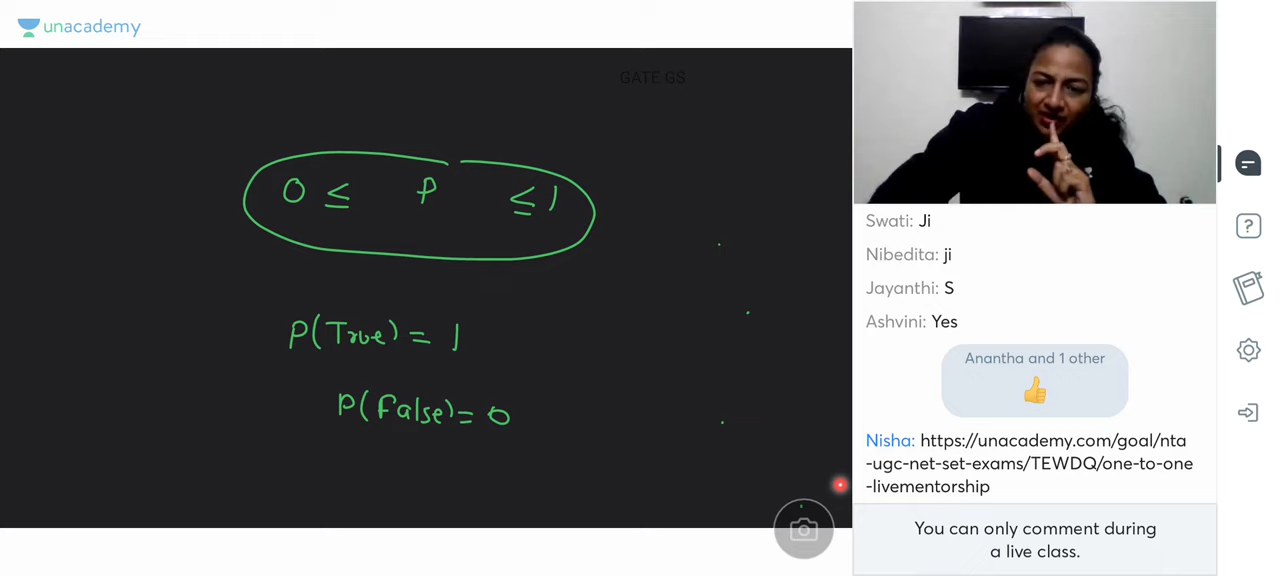 unacademy
GATE GS
0 ≤ P ≤ 1
P(True) = 1
P(False) = 0
Swati: Ji
Nibedita: ji
Jayanthi: S
Ashvini: Yes
Anantha and 1 other
👍
Nisha: https://unacademy.com/goal/nta
-ugc-net-set-exams/TEWDQ/one-to-one
-livementorship
You can only comment during
a live class.
?